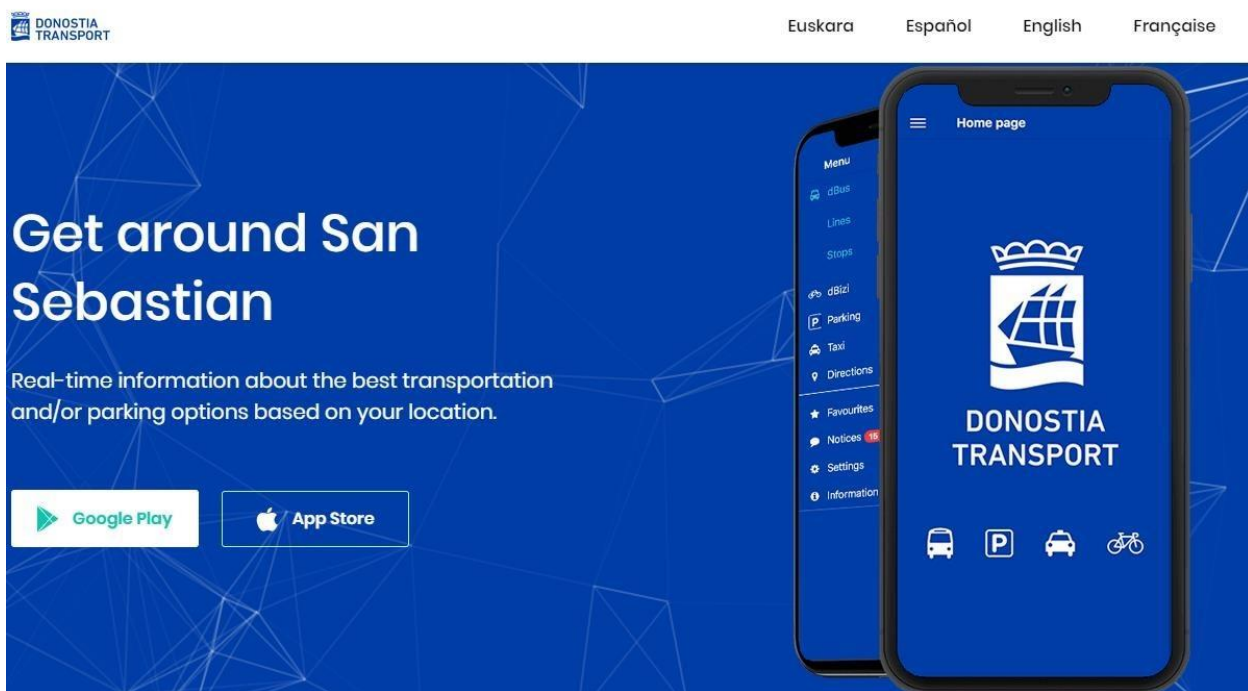 DONOSTIA
TRANSPORT
Euskara
Español
English
Française
Get around San
Sebastian
Real-time information about the best transportation
and/or parking options based on your location.
Google Play
App Store
Menu
dBus
Lines
Stops
dBizi
P Parking
Taxi
Directions
Favourites
Notices 15
Settings
Information
Home page
DONOSTIA
TRANSPORT
P